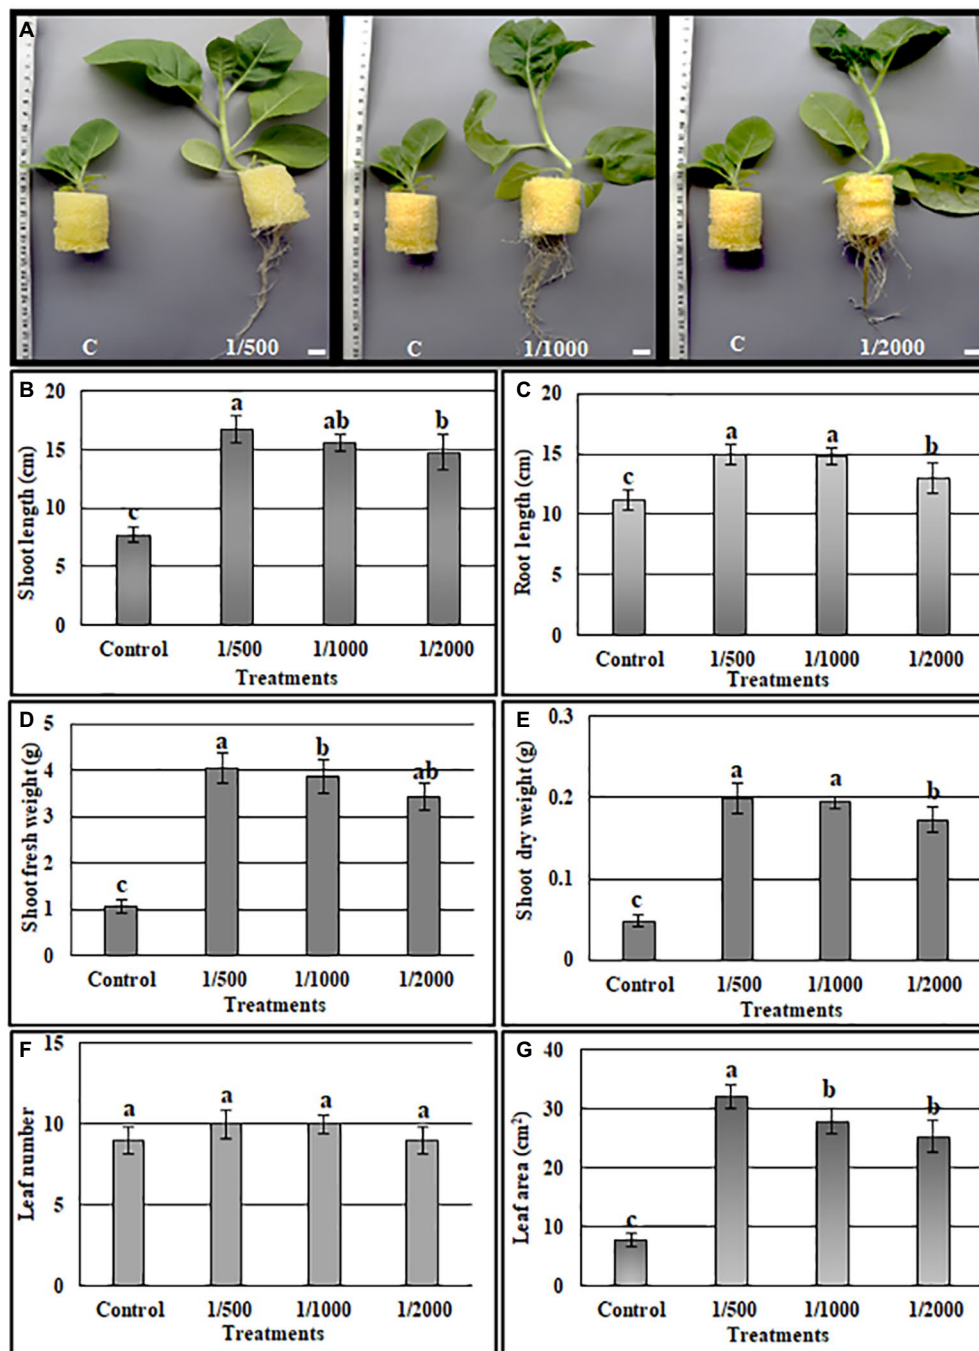 A
C 1/500
C 1/1000
C 1/2000
B
20
15
10
5
0
Shoot length (cm)
c a ab b
Control 1/500 1/1000 1/2000
Treatments
C
20
15
10
5
0
Root length (cm)
c a a b
Control 1/500 1/1000 1/2000
Treatments
D
5
4
3
2
1
0
Shoot fresh weight (g)
c a b ab
Control 1/500 1/1000 1/2000
Treatments
E
0.3
0.2
0.1
0
Shoot dry weight (g)
c a a b
Control 1/500 1/1000 1/2000
Treatments
F
15
10
5
0
Leaf number
a a a a
Control 1/500 1/1000 1/2000
Treatments
G
40
30
20
10
0
Leaf area (cm²)
c a b b
Control 1/500 1/1000 1/2000
Treatments